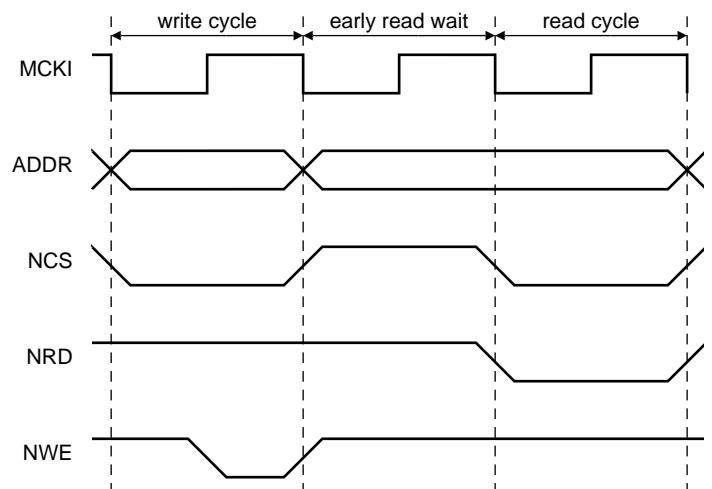 write cycle early read wait read cycle
MCKI
ADDR
NCS
NRD
NWE